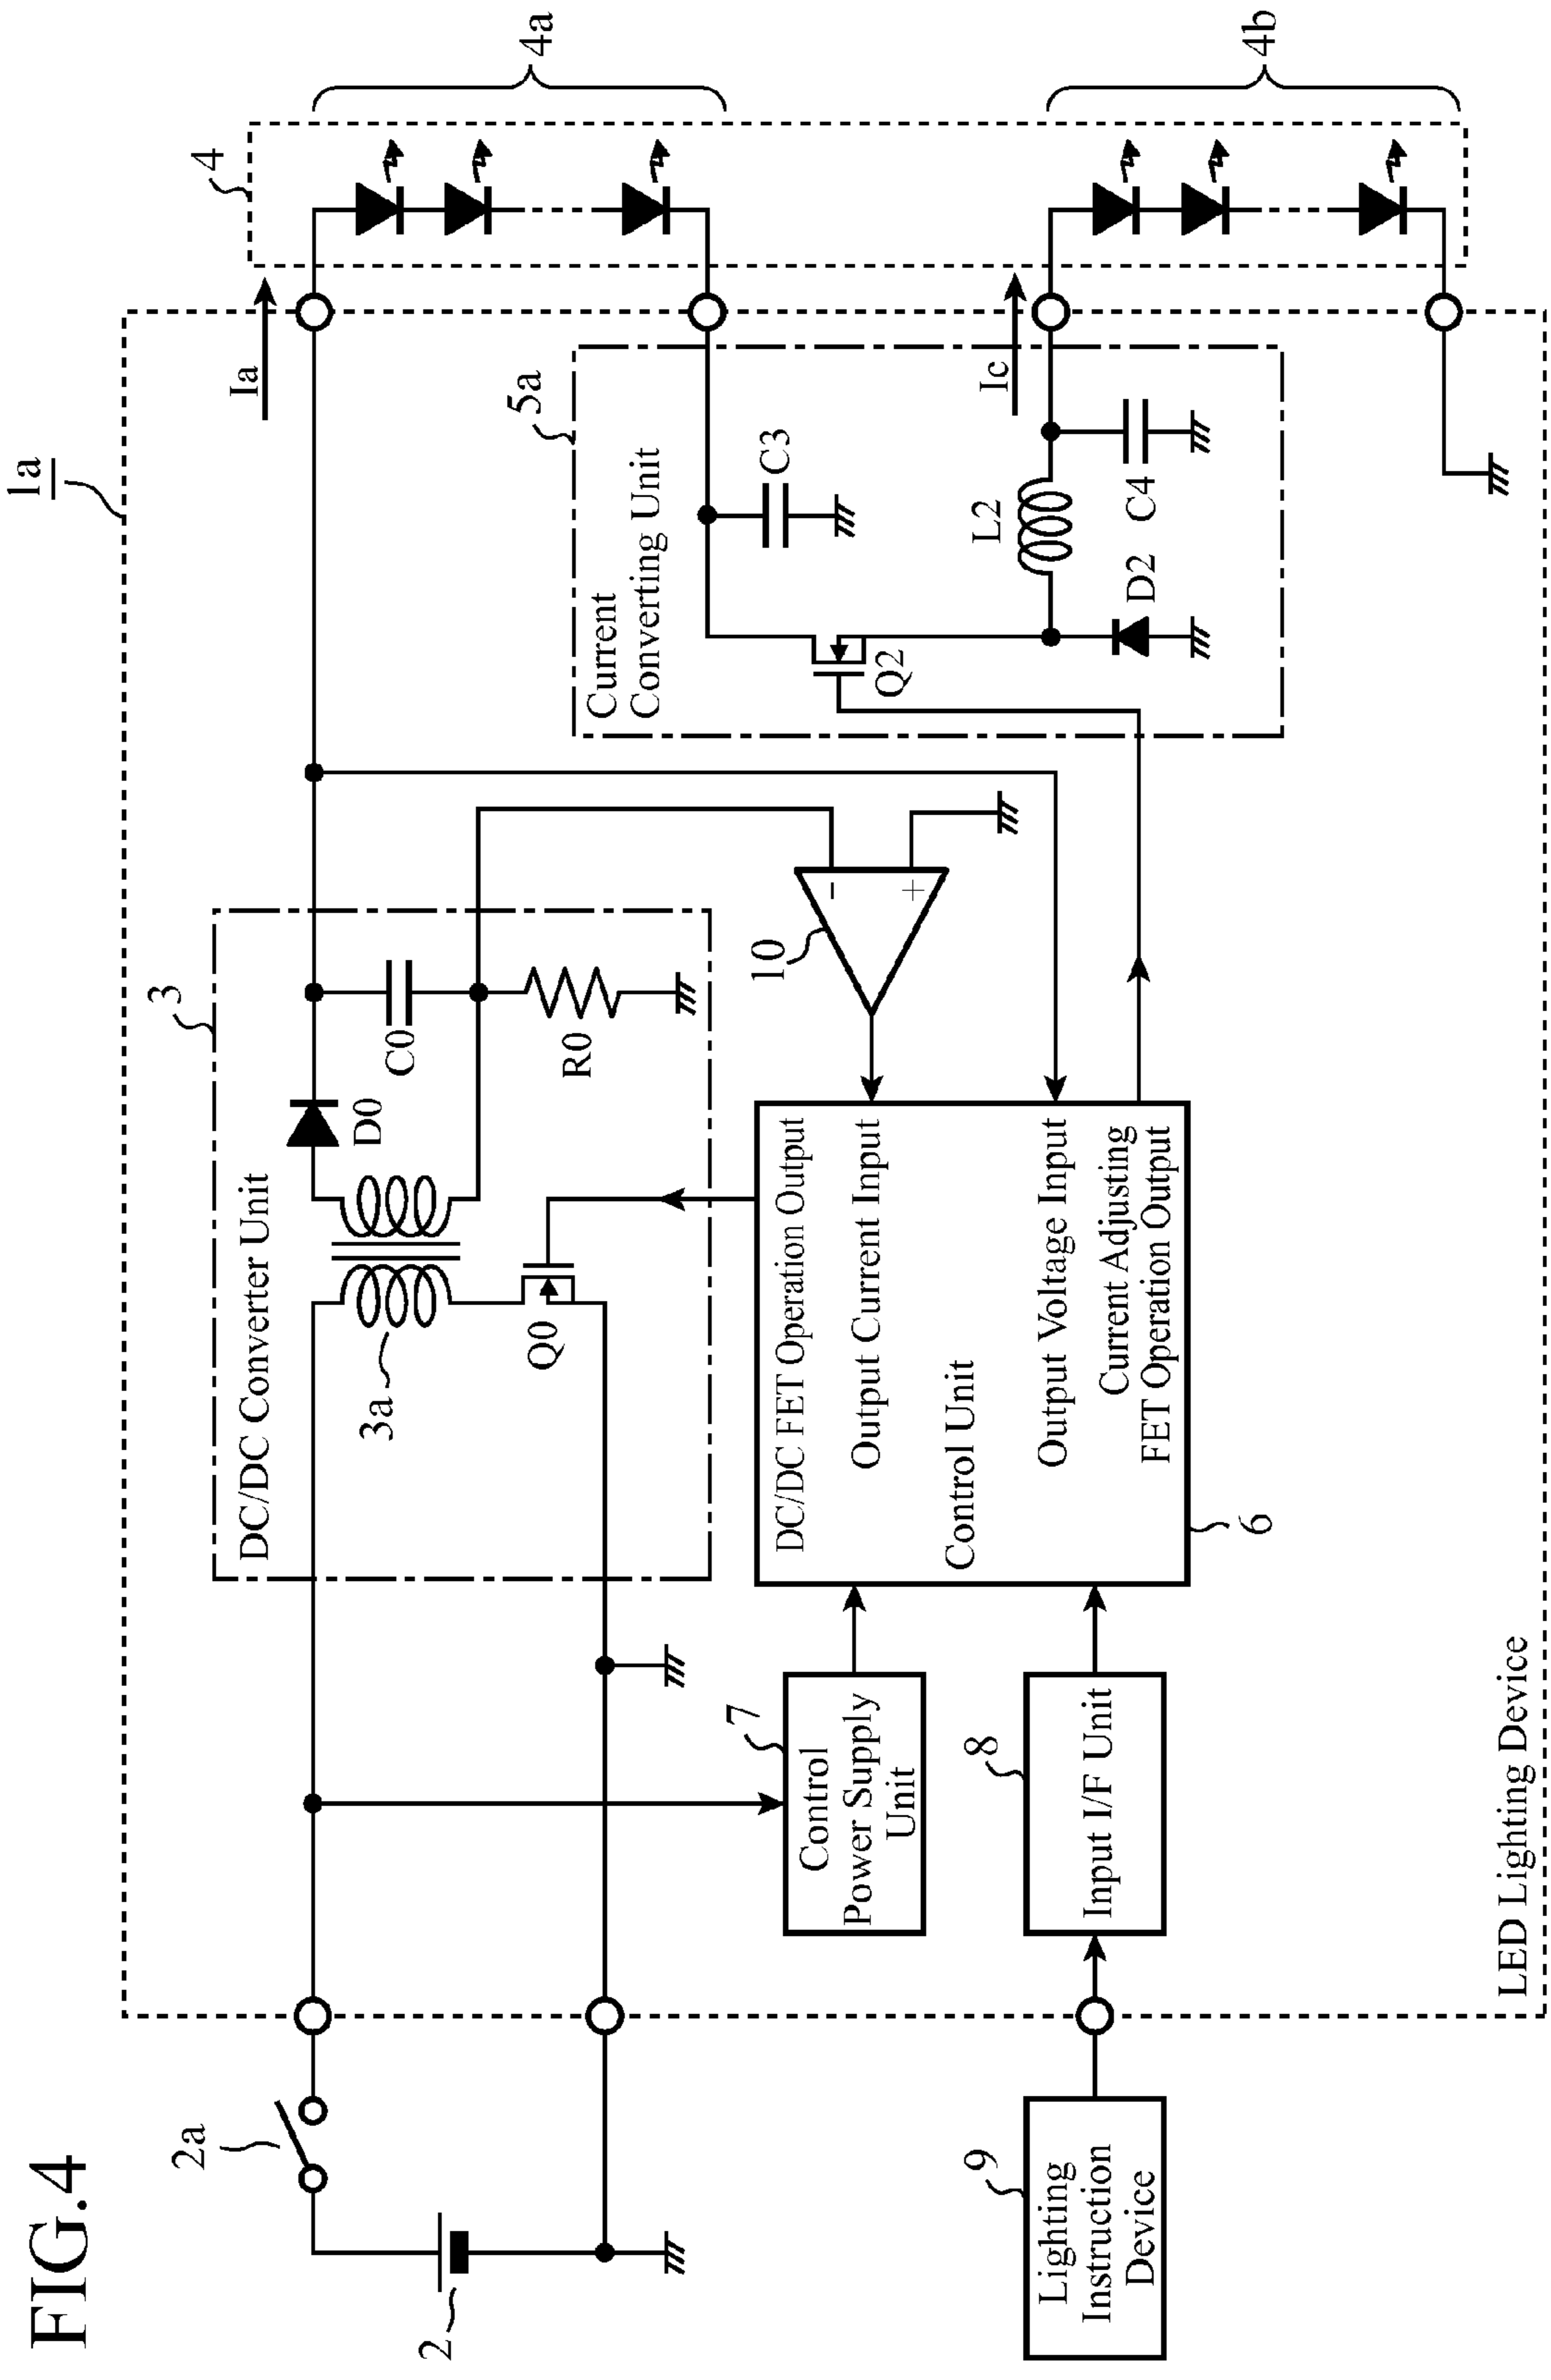 FIG.4
1a
2
2a
3
DC/DC Converter Unit
3a
D0
C0
R0
Q0
Ia
4
4a
4b
5a
Current
Converting Unit
C3
Q2
L2
Ic
D2
C4
10
-
+
DC/DC FET Operation Output
Output Current Input
Control Unit
Output Voltage Input
Current Adjusting
FET Operation Output
6
7
Control
Power Supply
Unit
8
Input I/F Unit
9
Lighting
Instruction
Device
LED Lighting Device